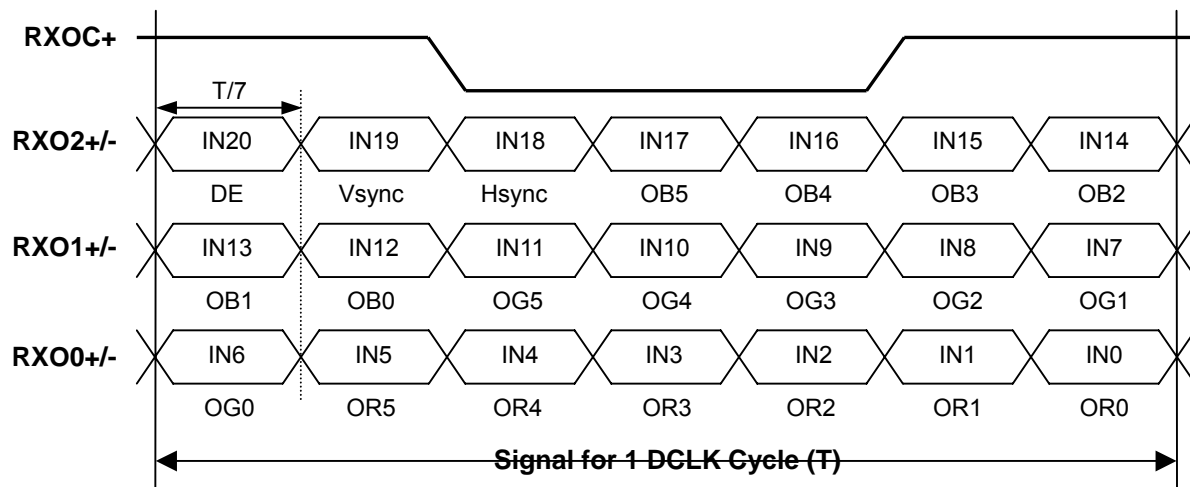 RXOC+
T/7
RXO2+/- IN20 IN19 IN18 IN17 IN16 IN15 IN14
DE Vsync Hsync OB5 OB4 OB3 OB2
RXO1+/- IN13 IN12 IN11 IN10 IN9 IN8 IN7
OB1 OB0 OG5 OG4 OG3 OG2 OG1
RXO0+/- IN6 IN5 IN4 IN3 IN2 IN1 IN0
OG0 OR5 OR4 OR3 OR2 OR1 OR0
Signal for 1 DCLK Cycle (T)